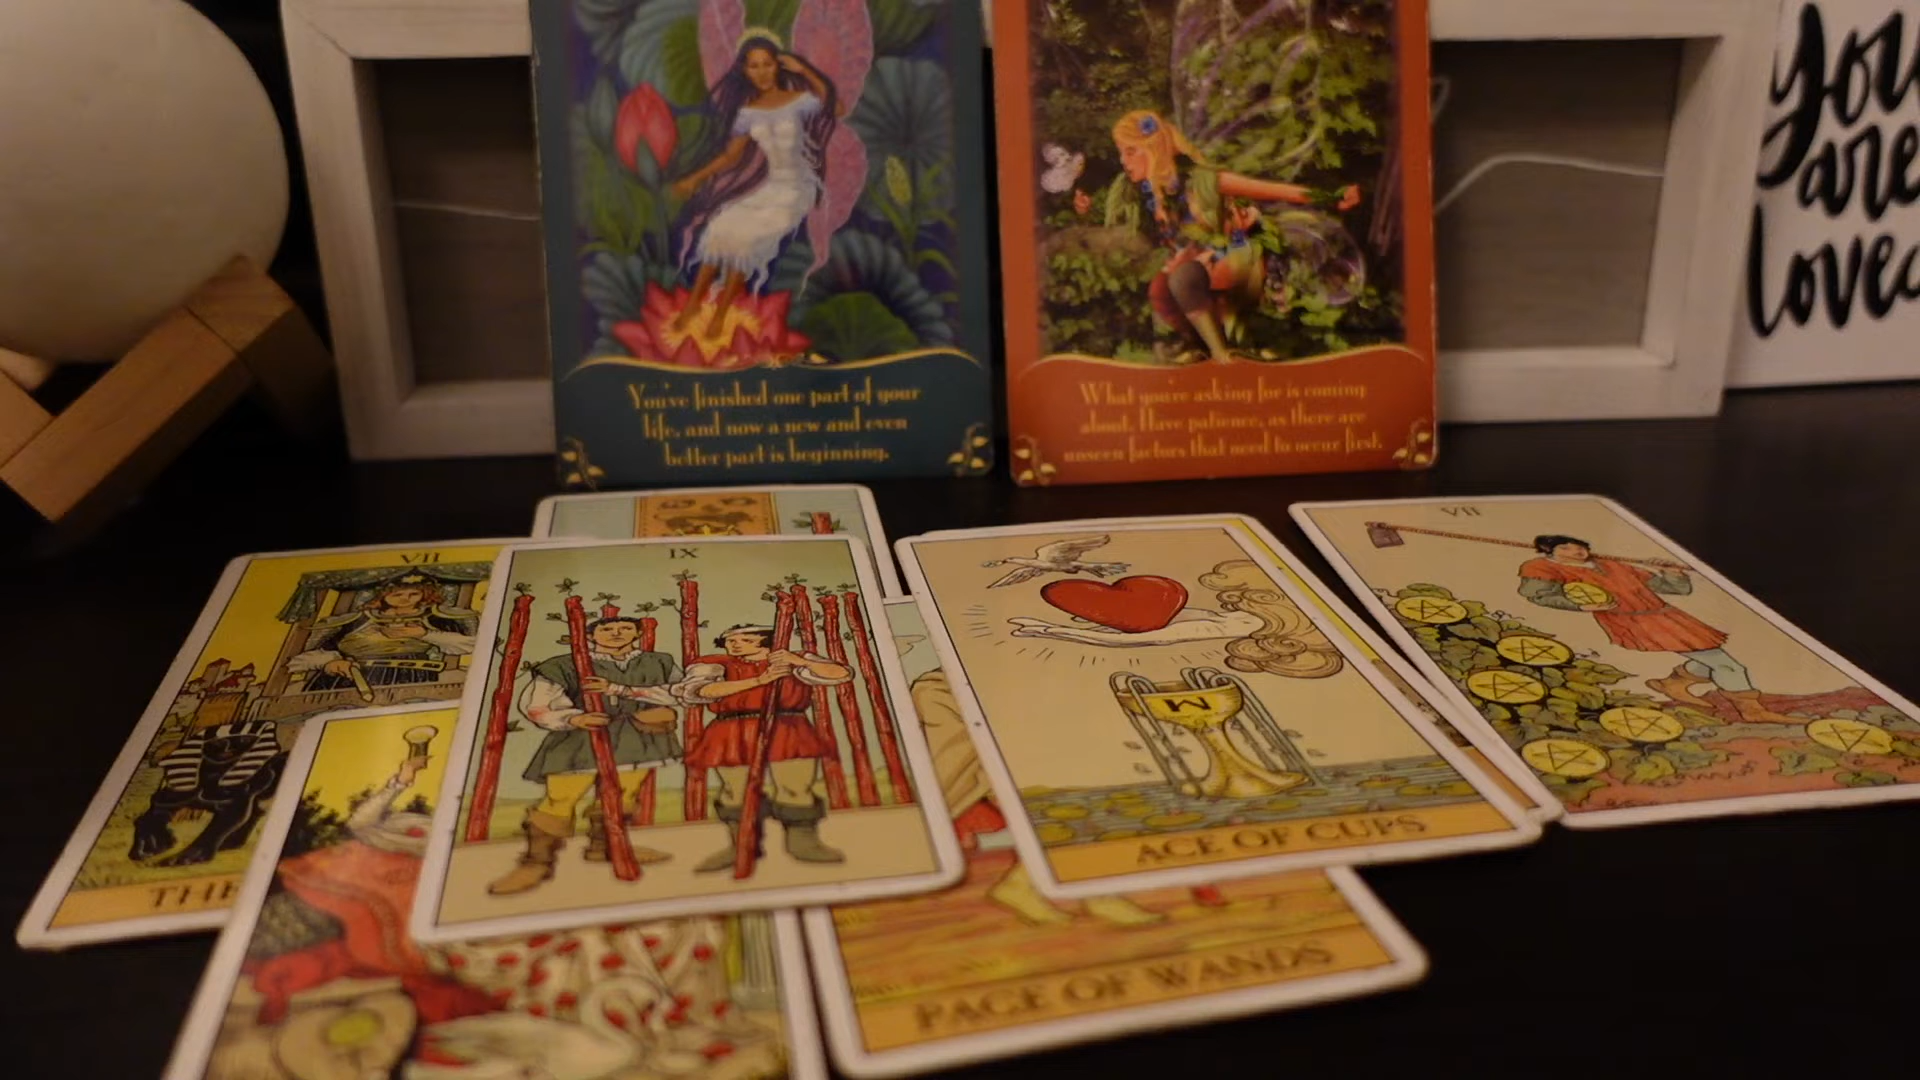 You
are
loved
You've finished one part of your
life, and now a new and even
better part is beginning.
What you're asking for is coming
about. Have patience, as there are
unseen factors that need to occur first.
VII
IX
VII
M
THE
ACE OF CUPS
PAGE OF WANDS